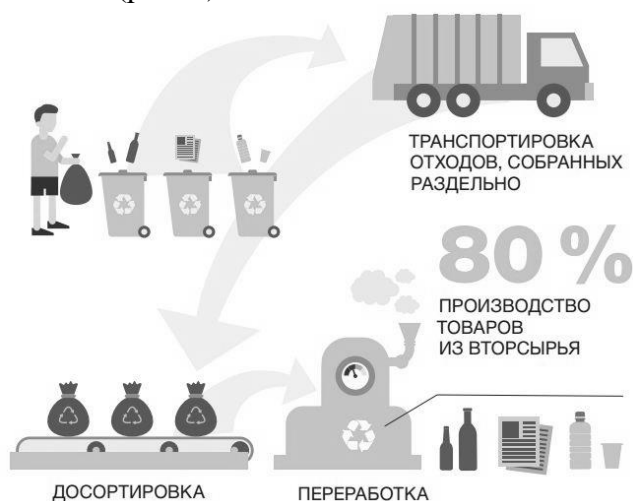 ТРАНСПОРТИРОВКА
ОТХОДОВ, СОБРАННЫХ
РАЗДЕЛЬНО
80 %
ПРОИЗВОДСТВО
ТОВАРОВ
ИЗ ВТОРСЫРЬЯ
ДОСОРТИРОВКА
ПЕРЕРАБОТКА